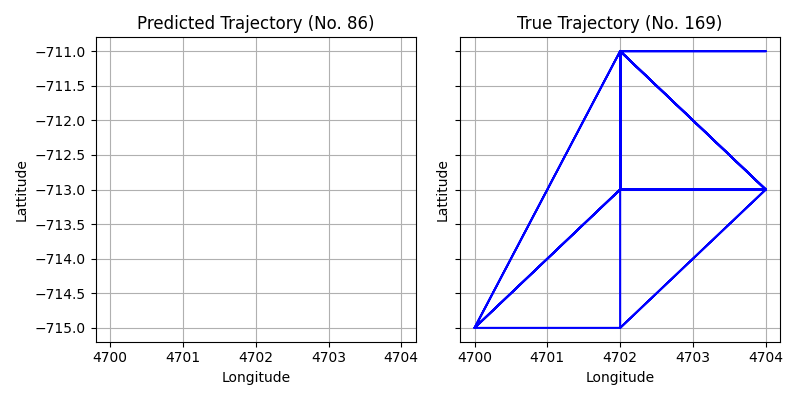 Predicted Trajectory (No. 86)
True Trajectory (No. 169)
−711.0
−711.5
−712.0
−712.5
−713.0
−713.5
−714.0
−714.5
−715.0
Lattitude
Lattitude
4700 4701 4702 4703 4704
4700 4701 4702 4703 4704
Longitude
Longitude